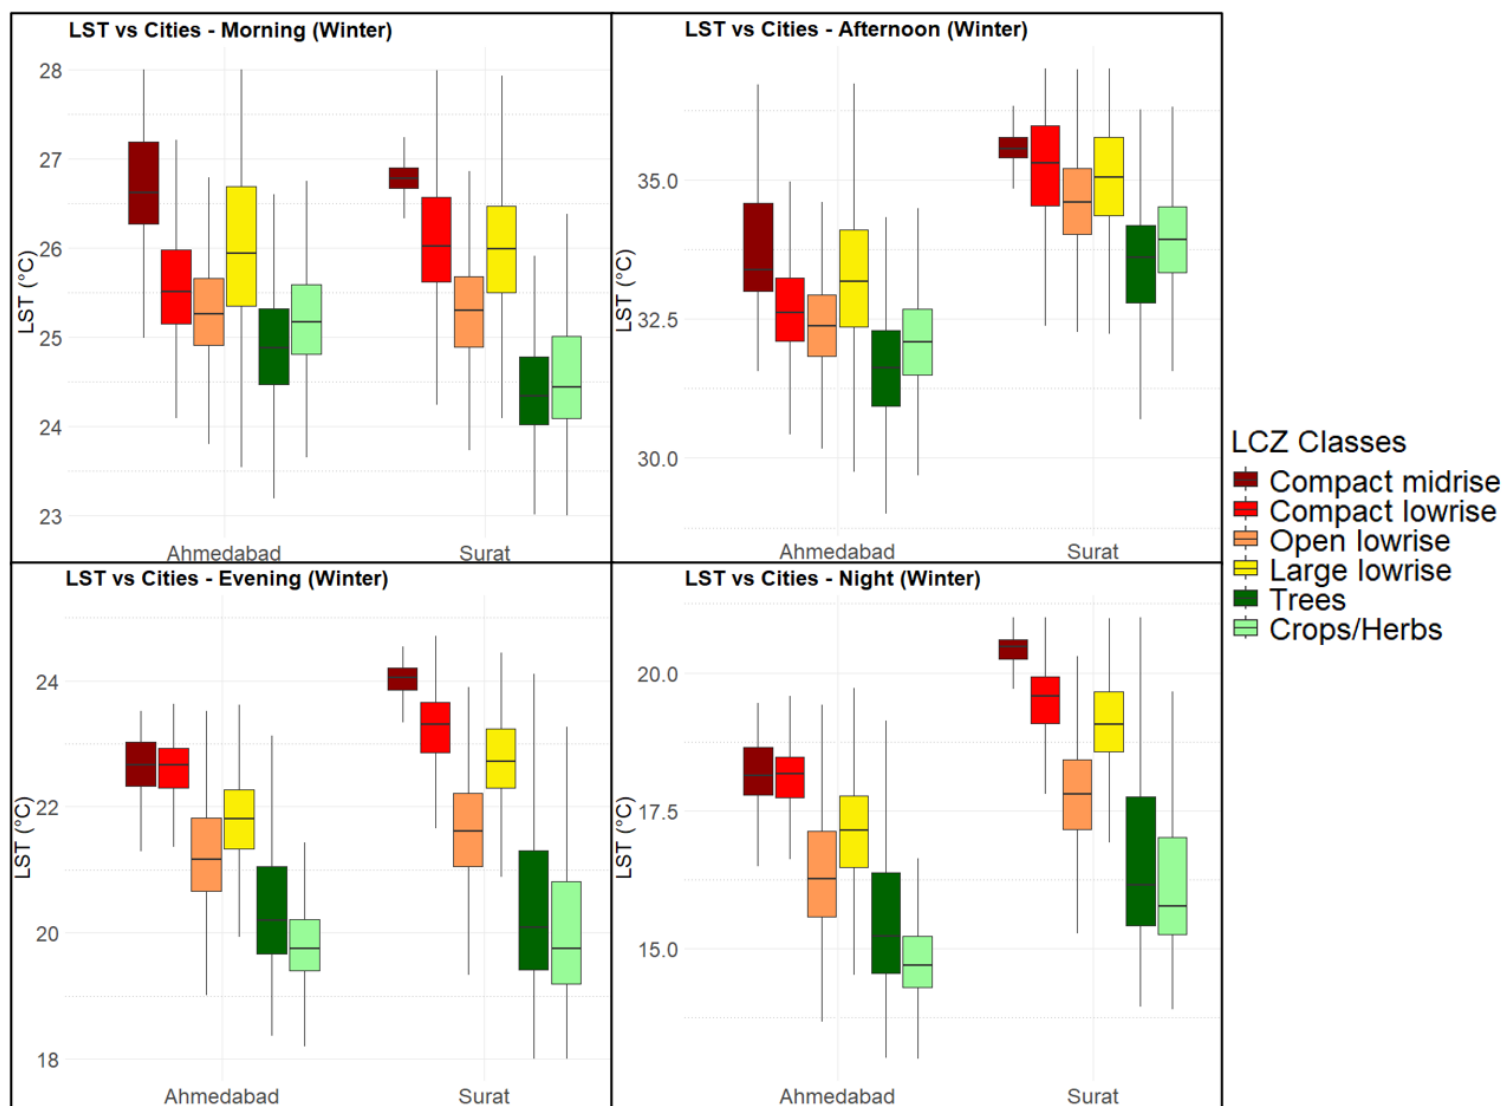 LST vs Cities - Morning (Winter)
28
27
26
25
24
23
LST (°C)
Ahmedabad
Surat
LST vs Cities - Afternoon (Winter)
35.0
32.5
30.0
LST (°C)
Ahmedabad
Surat
LST vs Cities - Evening (Winter)
24
22
20
18
LST (°C)
Ahmedabad
Surat
LST vs Cities - Night (Winter)
20.0
17.5
15.0
LST (°C)
Ahmedabad
Surat
LCZ Classes
Compact midrise
Compact lowrise
Open lowrise
Large lowrise
Trees
Crops/Herbs